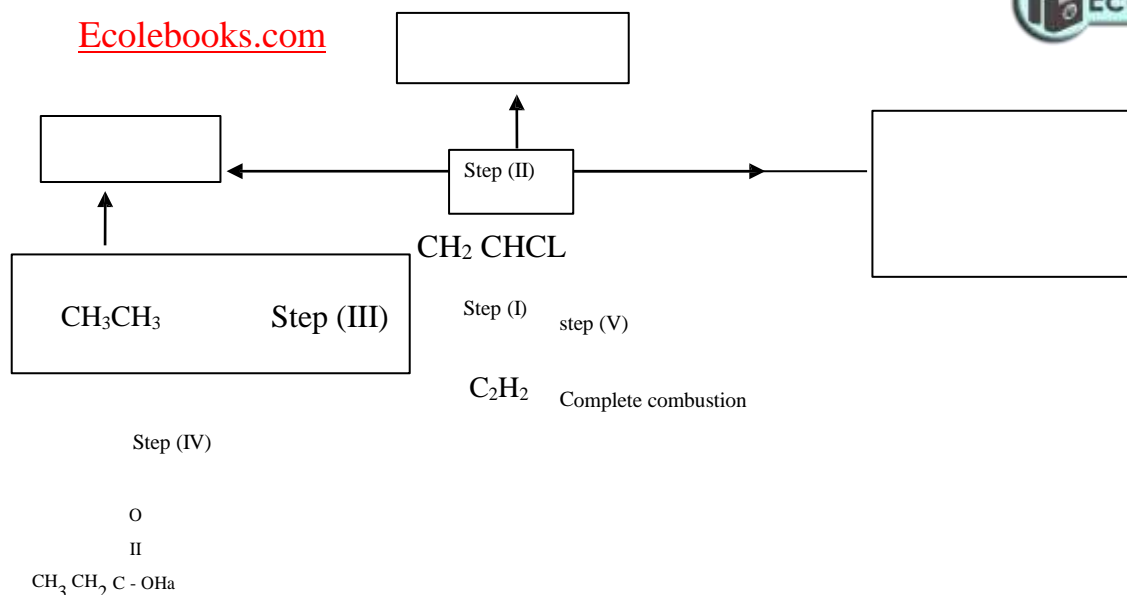 Ecolebooks.com
EC
Step (II)
CH₂ CHCL
CH₃CH₃ Step (III)
Step (I)
step (V)
C₂H₂
Complete combustion
Step (IV)
O
II
CH₃ CH₂ C - OHa